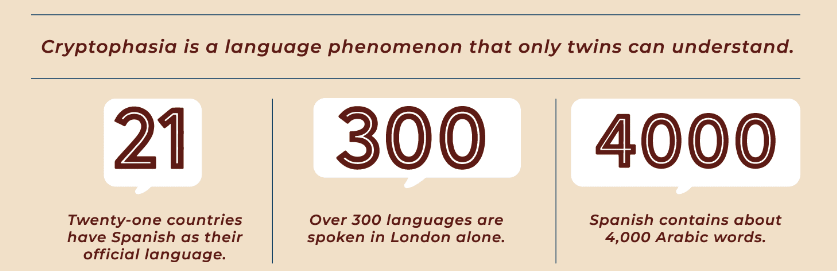 Cryptophasia is a language phenomenon that only twins can understand.
21
Twenty-one countries
have Spanish as their
official language.
300
Over 300 languages are
spoken in London alone.
4000
Spanish contains about
4,000 Arabic words.